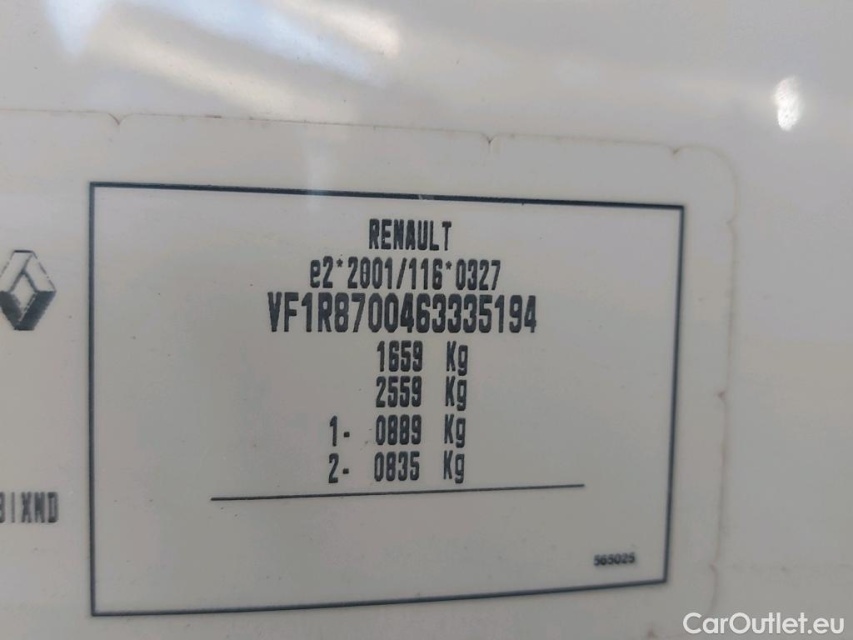 RENAULT
e2*2001/116*0327
VF1R8700463335194
1659 Kg
2559 Kg
1- 0889 Kg
2- 0835 Kg
565025
CarOutlet.eu